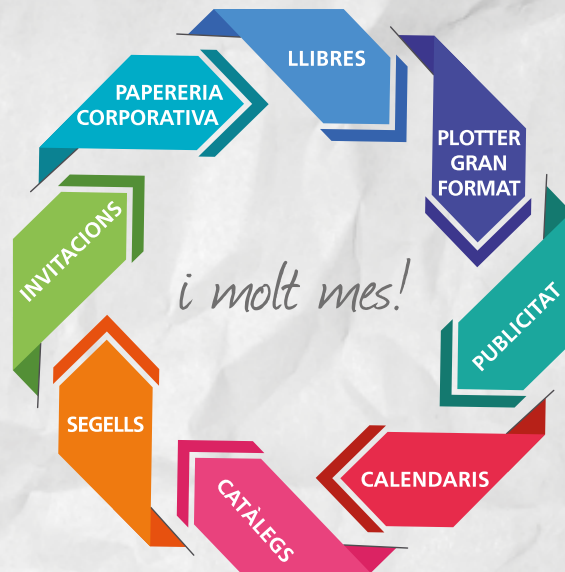 LLIBRES
PAPERERIA
CORPORATIVA
PLOTTER
GRAN
FORMAT
INVITACIONS
i molt mes!
PUBLICITAT
SEGELLS
CALENDARIS
CATÀLEGS